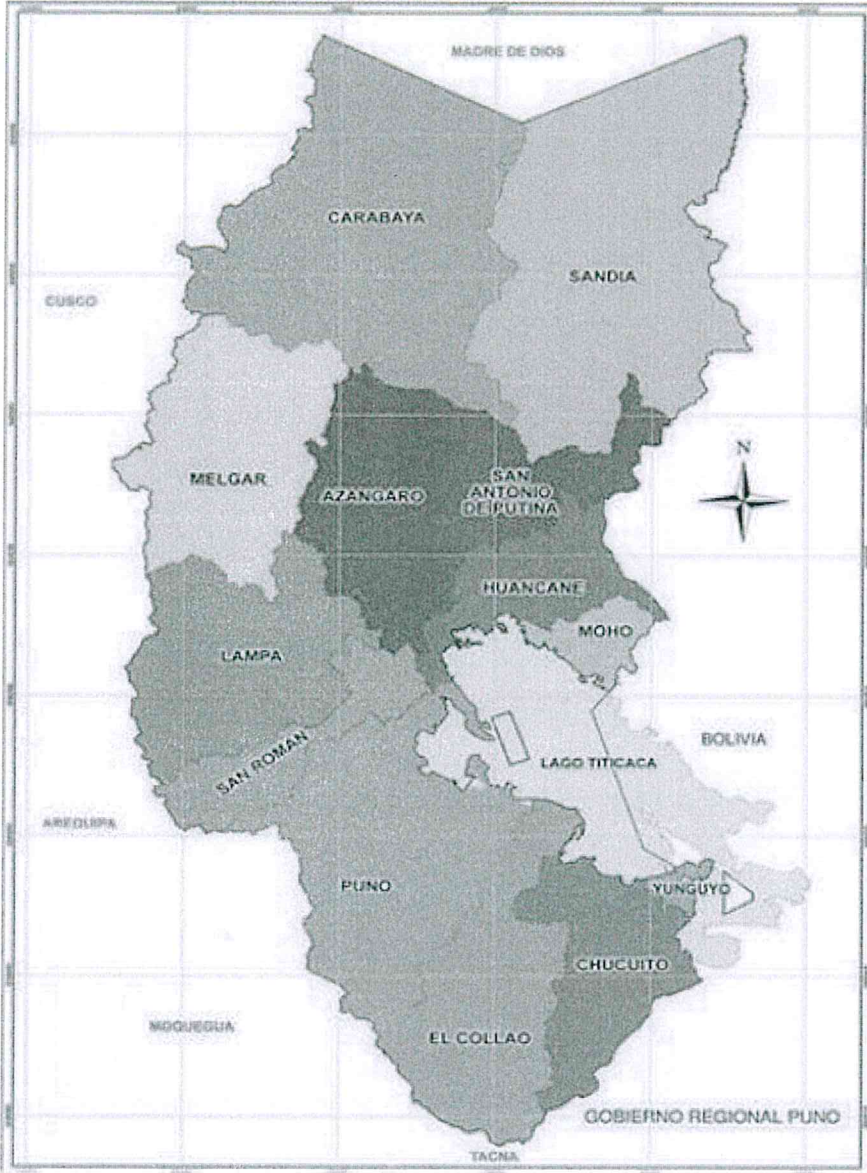 MADRE DE DIOS
CARABAYA
SANDIA
CUSCO
MELGAR
AZANGARO
SAN
ANTONIO
DE PUTINA
N
HUANCANE
MOHO
LAMPA
BOLIVIA
SAN ROMAN
LAGO TITICACA
AREQUIPA
PUNO
YUNGUYO
CHUCUITO
MOQUEGUA
EL COLLAO
GOBIERNO REGIONAL PUNO
TACNA